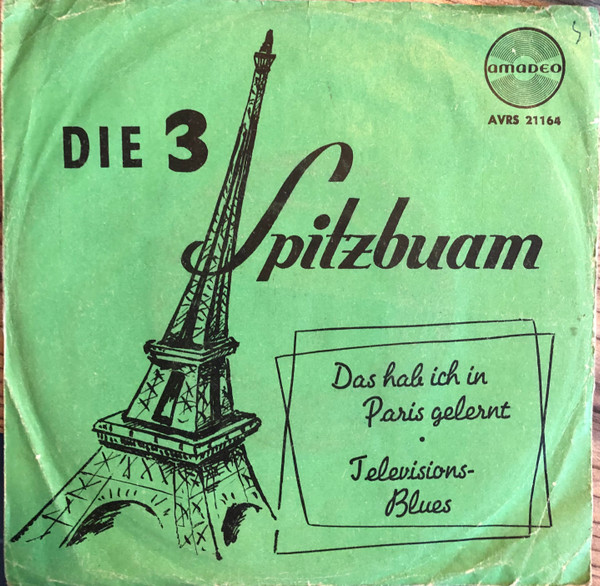 amadeo
AVRS 21164
DIE 3
Spitzbuam
Das hab ich in
Paris gelernt
·
Televisions-
Blues